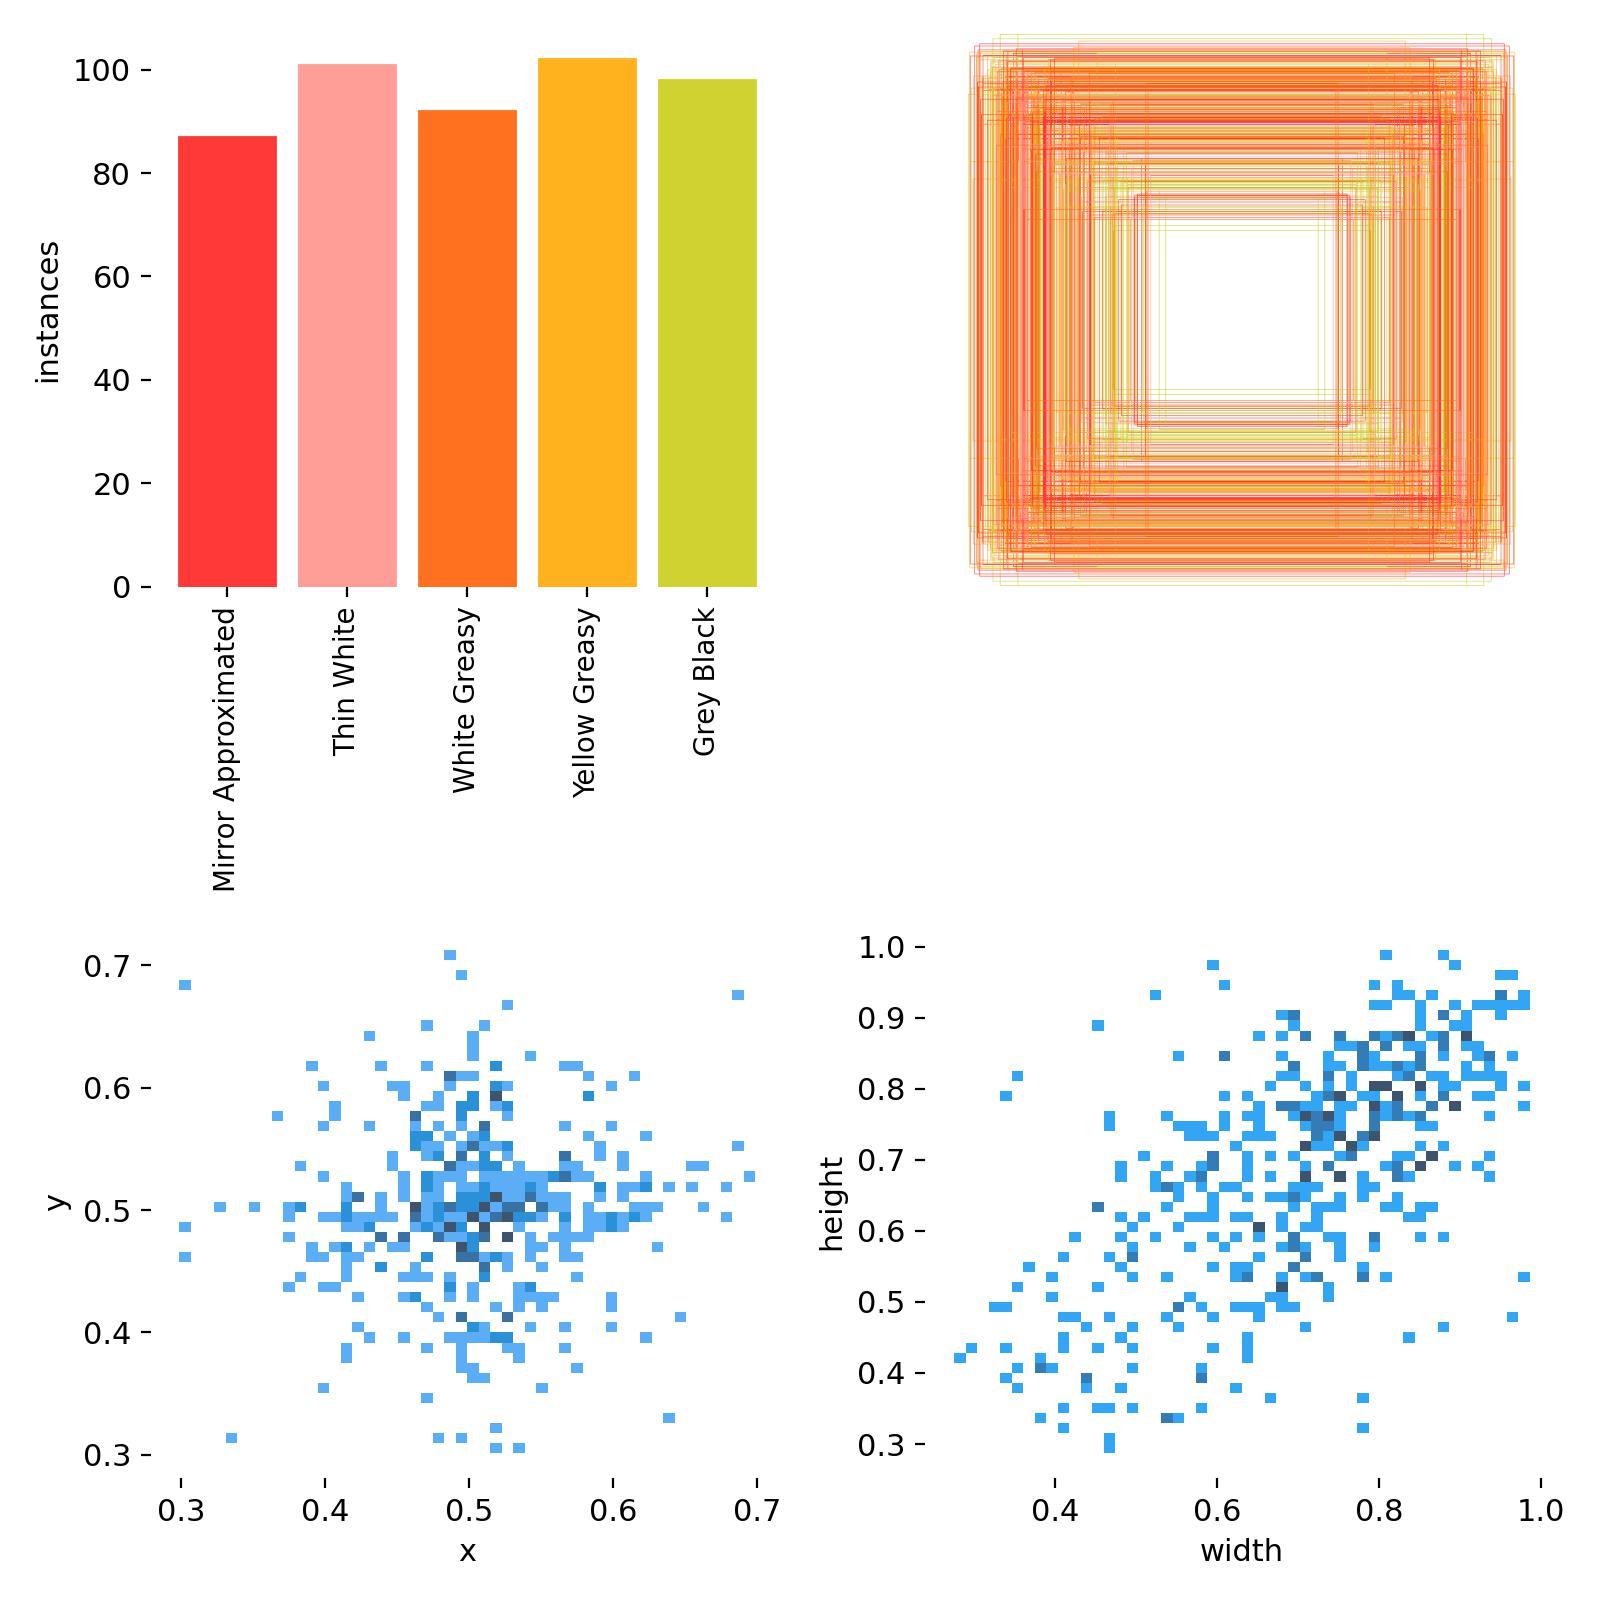 instances
100
80
60
40
20
0
Mirror Approximated
Thin White
White Greasy
Yellow Greasy
Grey Black
y
0.7
0.6
0.5
0.4
0.3
0.3 0.4 0.5 0.6 0.7
x
height
1.0
0.9
0.8
0.7
0.6
0.5
0.4
0.3
0.4 0.6 0.8 1.0
width